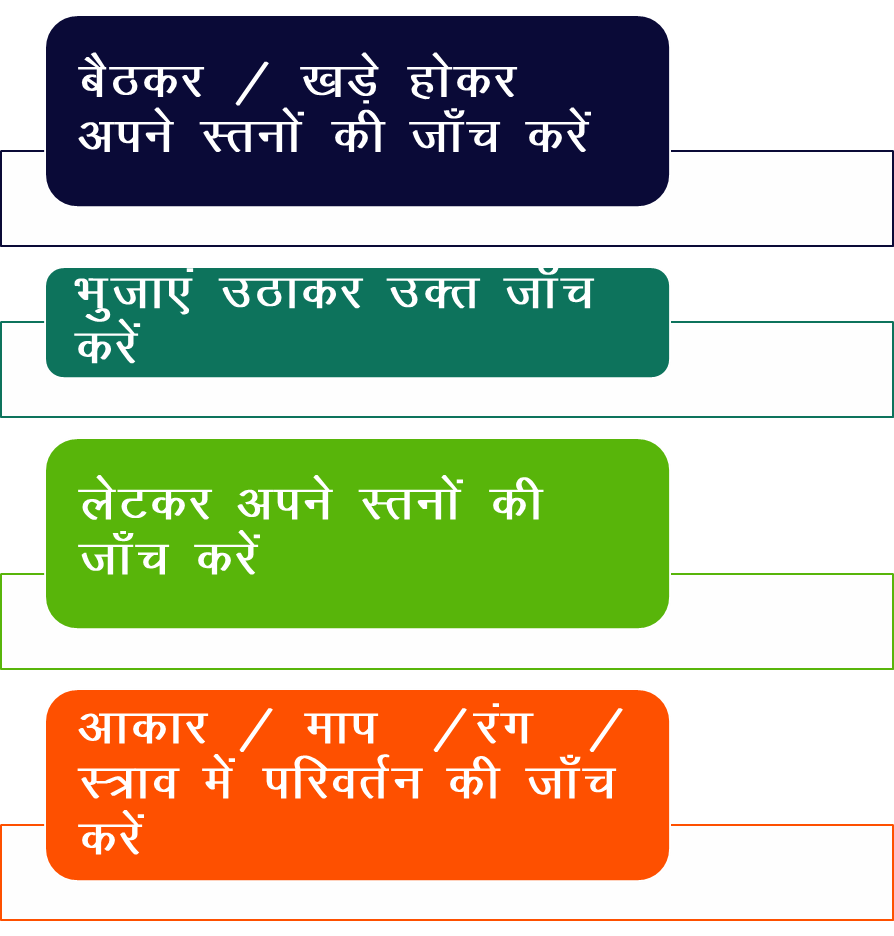 बैठकर / खड़े होकर
अपने स्तनों की जाँच करें
भुजाएं उठाकर उक्त जाँच
करें
लेटकर अपने स्तनों की
जाँच करें
आकार / माप /रंग /
स्त्राव में परिवर्तन की जाँच
करें